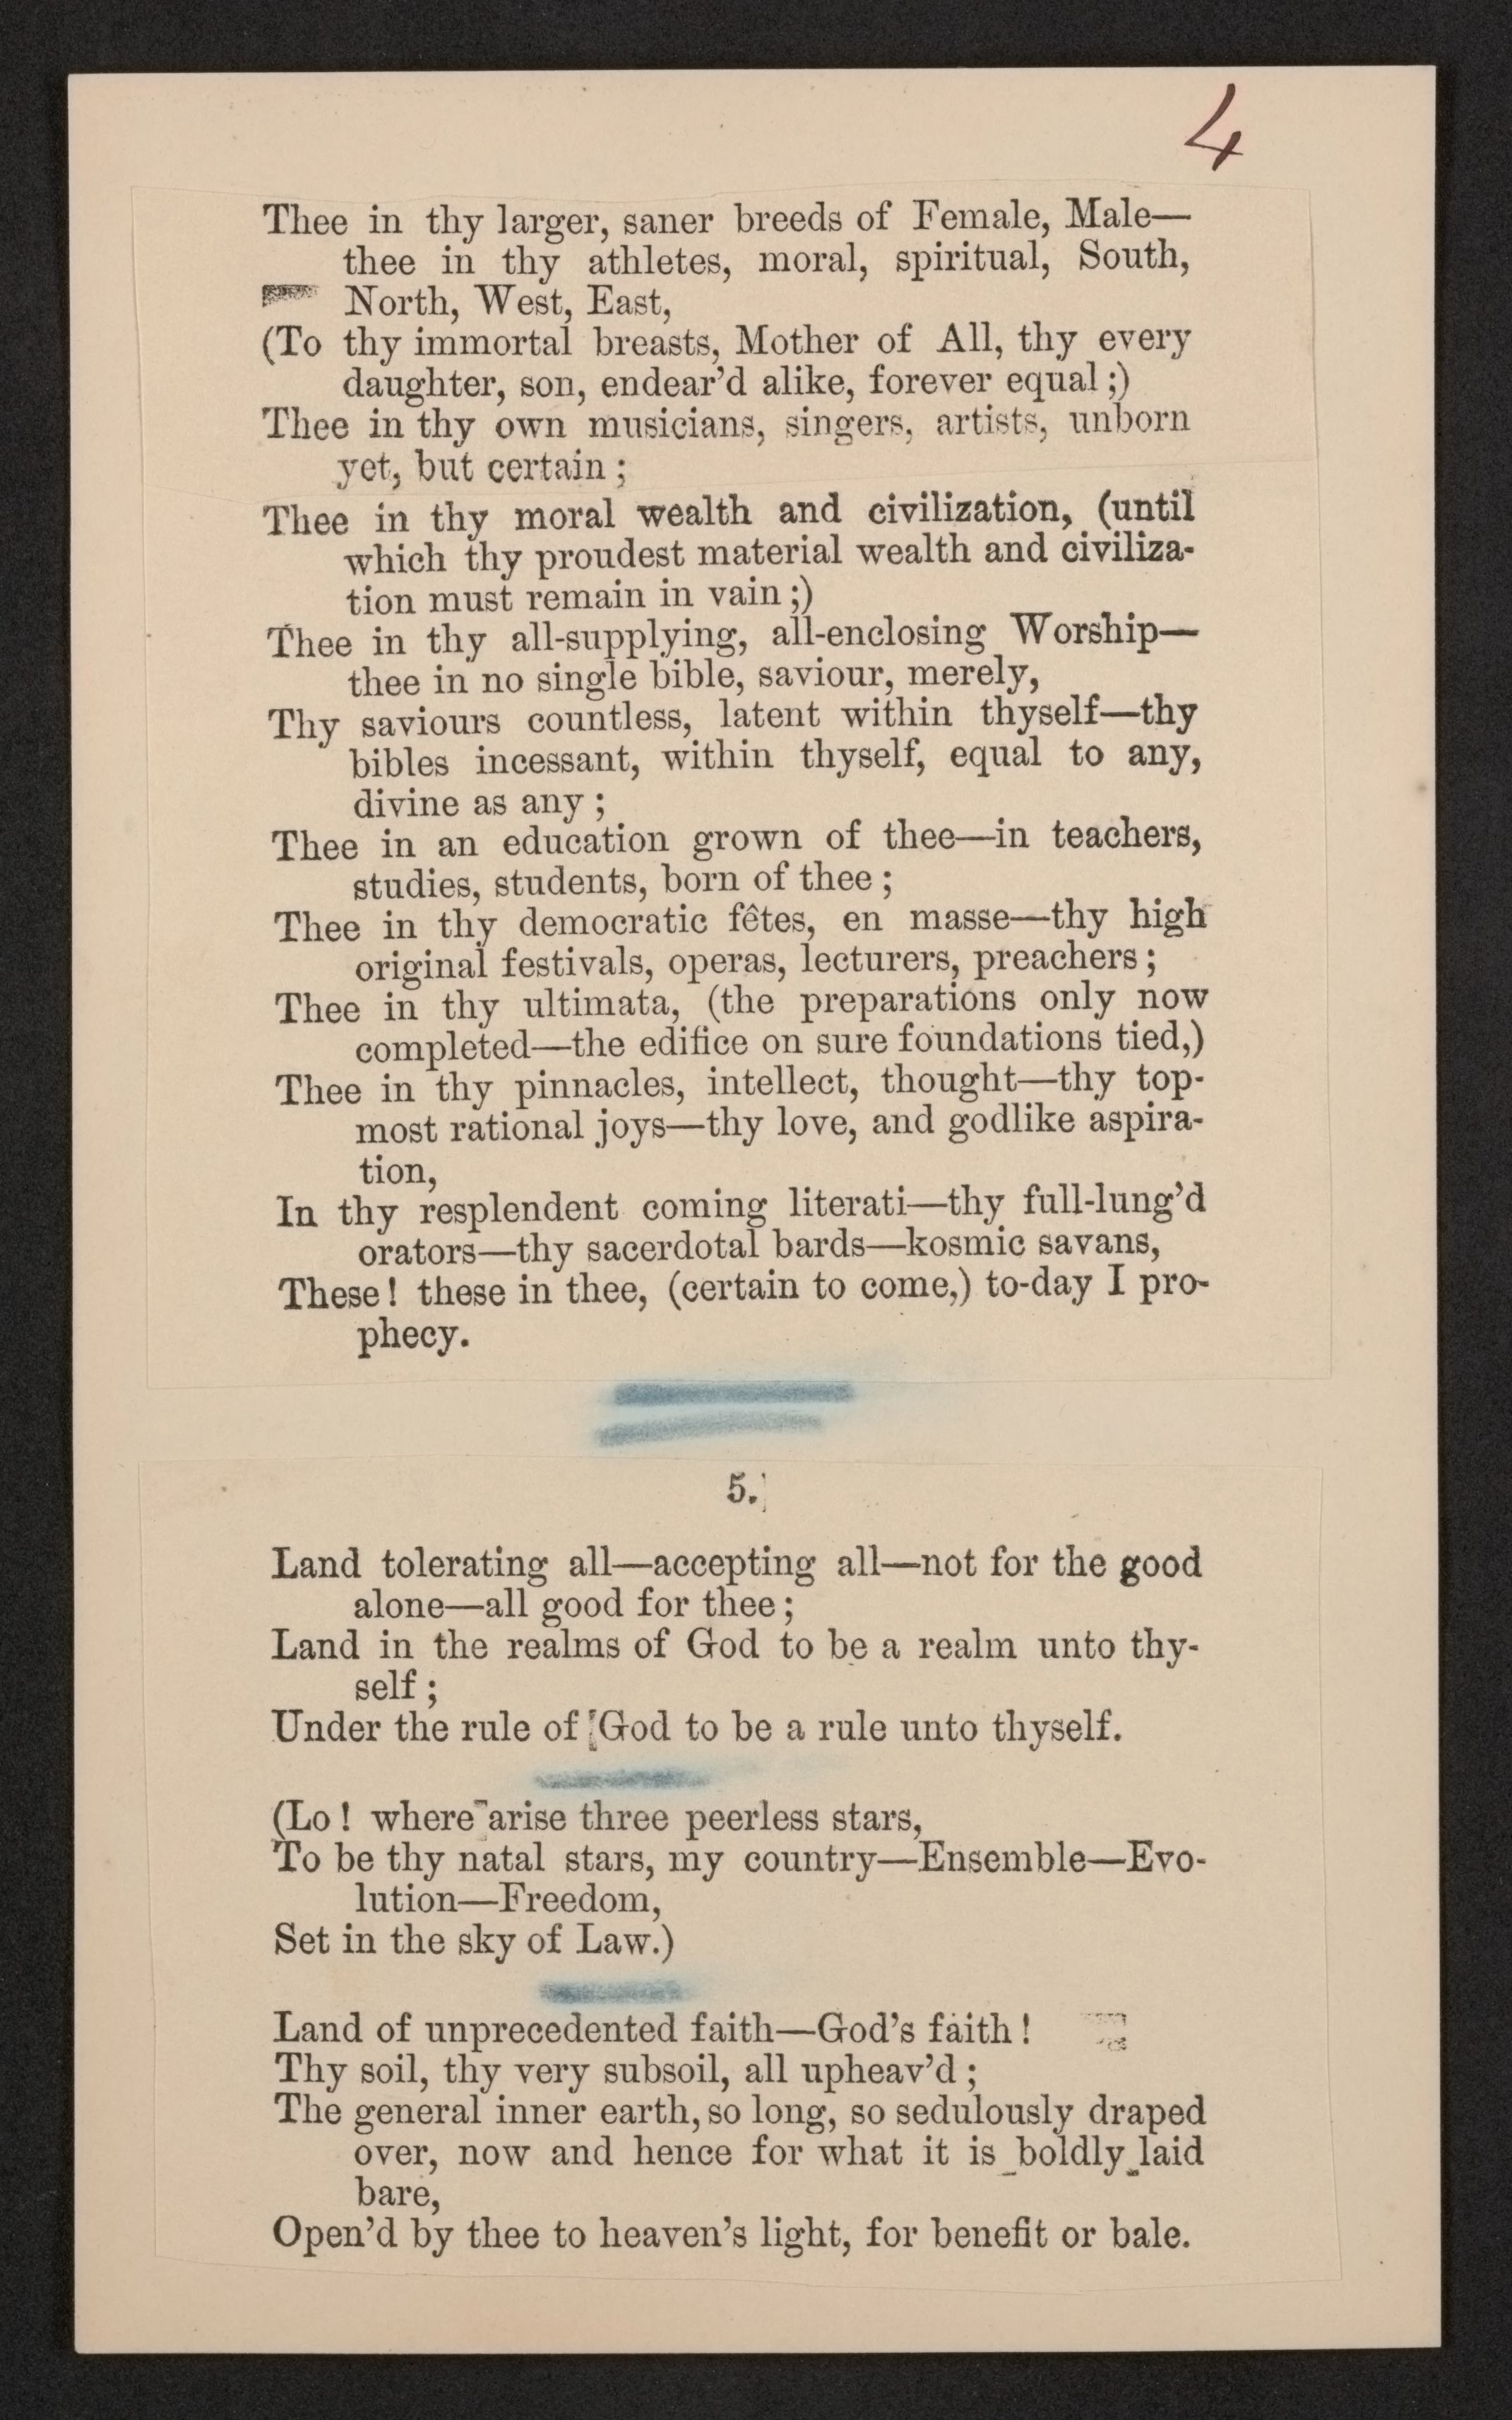 4
Thee in thy larger, saner breeds of Female, Male—
thee in thy athletes, moral, spiritual, South,
North, West, East,
(To thy immortal breasts, Mother of All, thy every
daughter, son, endear’d alike, forever equal ;)
Thee in thy own musicians, singers, artists, unborn
yet, but certain ;
Thee in thy moral wealth and civilization, (until
which thy proudest material wealth and civiliza-
tion must remain in vain ;)
Thee in thy all-supplying, all-enclosing Worship—
thee in no single bible, saviour, merely,
Thy saviours countless, latent within thyself—thy
bibles incessant, within thyself, equal to any,
divine as any ;
Thee in an education grown of thee—in teachers,
studies, students, born of thee ;
Thee in thy democratic fêtes, en masse—thy high
original festivals, operas, lecturers, preachers ;
Thee in thy ultimata, (the preparations only now
completed—the edifice on sure foundations tied,)
Thee in thy pinnacles, intellect, thought—thy top-
most rational joys—thy love, and godlike aspira-
tion,
In thy resplendent coming literati—thy full-lung’d
orators—thy sacerdotal bards—kosmic savans,
These ! these in thee, (certain to come,) to-day I pro-
phecy.
5.
Land tolerating all—accepting all—not for the good
alone—all good for thee ;
Land in the realms of God to be a realm unto thy-
self ;
Under the rule of God to be a rule unto thyself.
(Lo ! where arise three peerless stars,
To be thy natal stars, my country—Ensemble—Evo-
lution—Freedom,
Set in the sky of Law.)
Land of unprecedented faith—God’s faith !
Thy soil, thy very subsoil, all upheav’d ;
The general inner earth, so long, so sedulously draped
over, now and hence for what it is boldly laid
bare,
Open’d by thee to heaven’s light, for benefit or bale.